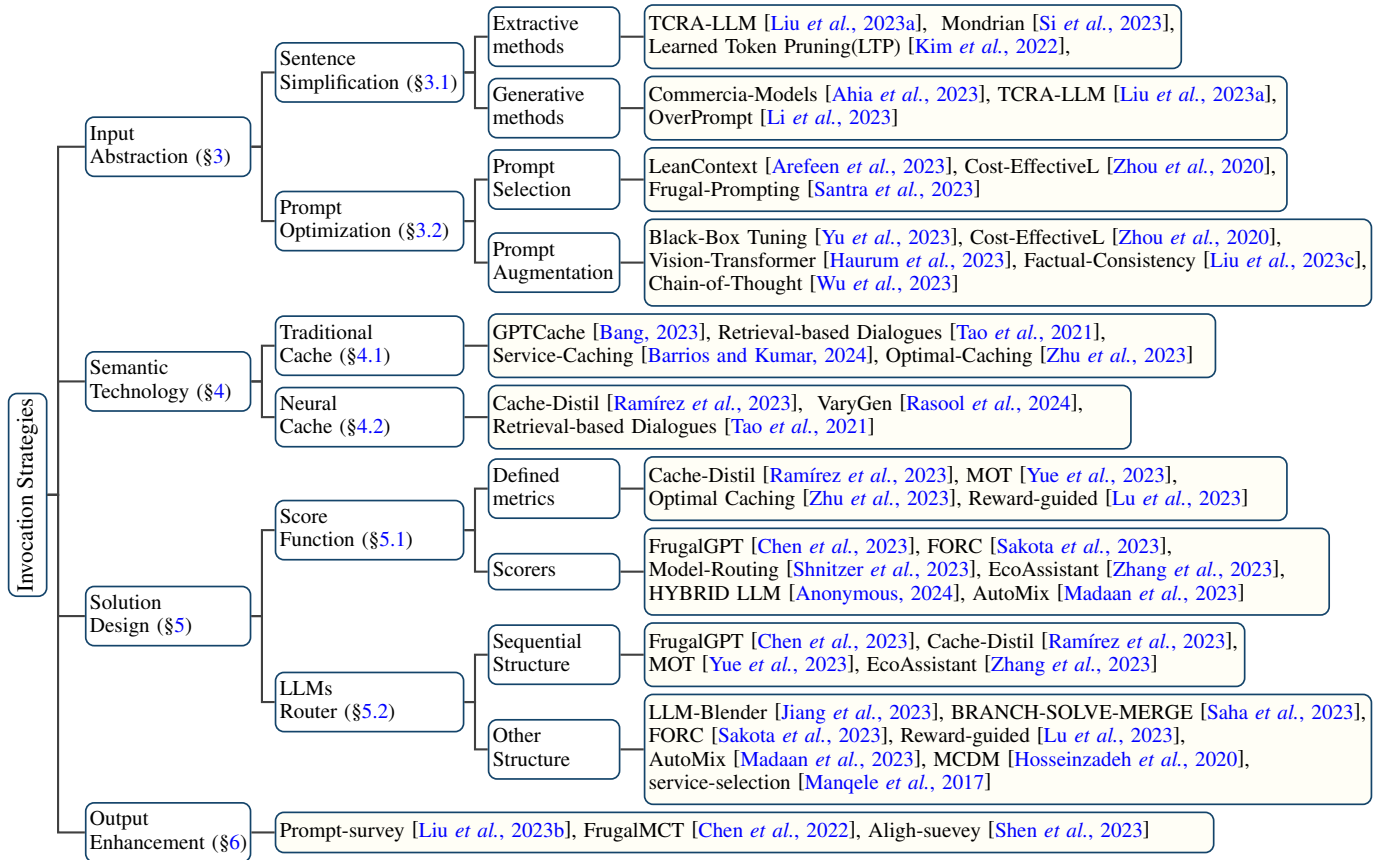 Invocation Strategies
Input
Abstraction (§3)
Sentence
Simplification (§3.1)
Extractive
methods
TCRA-LLM [Liu et al., 2023a], Mondrian [Si et al., 2023],
Learned Token Pruning(LTP) [Kim et al., 2022],
Generative
methods
Commercia-Models [Ahia et al., 2023], TCRA-LLM [Liu et al., 2023a],
OverPrompt [Li et al., 2023]
Prompt
Optimization (§3.2)
Prompt
Selection
LeanContext [Arefeen et al., 2023], Cost-EffectiveL [Zhou et al., 2020],
Frugal-Prompting [Santra et al., 2023]
Prompt
Augmentation
Black-Box Tuning [Yu et al., 2023], Cost-EffectiveL [Zhou et al., 2020],
Vision-Transformer [Haurum et al., 2023], Factual-Consistency [Liu et al., 2023c],
Chain-of-Thought [Wu et al., 2023]
Semantic
Technology (§4)
Traditional
Cache (§4.1)
GPTCache [Bang, 2023], Retrieval-based Dialogues [Tao et al., 2021],
Service-Caching [Barrios and Kumar, 2024], Optimal-Caching [Zhu et al., 2023]
Neural
Cache (§4.2)
Cache-Distil [Ramírez et al., 2023], VaryGen [Rasool et al., 2024],
Retrieval-based Dialogues [Tao et al., 2021]
Solution
Design (§5)
Score
Function (§5.1)
Defined
metrics
Cache-Distil [Ramírez et al., 2023], MOT [Yue et al., 2023],
Optimal Caching [Zhu et al., 2023], Reward-guided [Lu et al., 2023]
Scorers
FrugalGPT [Chen et al., 2023], FORC [Sakota et al., 2023],
Model-Routing [Shnitzer et al., 2023], EcoAssistant [Zhang et al., 2023],
HYBRID LLM [Anonymous, 2024], AutoMix [Madaan et al., 2023]
LLMs
Router (§5.2)
Sequential
Structure
FrugalGPT [Chen et al., 2023], Cache-Distil [Ramírez et al., 2023],
MOT [Yue et al., 2023], EcoAssistant [Zhang et al., 2023]
Other
Structure
LLM-Blender [Jiang et al., 2023], BRANCH-SOLVE-MERGE [Saha et al., 2023],
FORC [Sakota et al., 2023], Reward-guided [Lu et al., 2023],
AutoMix [Madaan et al., 2023], MCDM [Hosseinzadeh et al., 2020],
service-selection [Manqele et al., 2017]
Output
Enhancement (§6)
Prompt-survey [Liu et al., 2023b], FrugalMCT [Chen et al., 2022], Aligh-suevey [Shen et al., 2023]